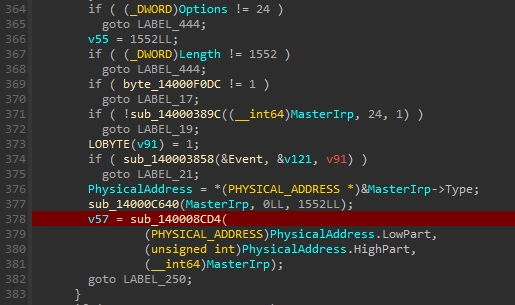 364 if ( (_DWORD)Options != 24 )
365 goto LABEL_444;
366 v55 = 1552LL;
367 if ( (_DWORD)Length != 1552 )
368 goto LABEL_444;
369 if ( byte_14000F0DC != 1 )
370 goto LABEL_17;
371 if ( !sub_14000389C((__int64)MasterIrp, 24, 1) )
372 goto LABEL_19;
373 LOBYTE(v91) = 1;
374 if ( sub_140003858(&Event, &v121, v91) )
375 goto LABEL_21;
376 PhysicalAddress = *(PHYSICAL_ADDRESS *)&MasterIrp->Type;
377 sub_14000C640(MasterIrp, 0LL, 1552LL);
378 v57 = sub_140008CD4(
379 (PHYSICAL_ADDRESS)PhysicalAddress.LowPart,
380 (unsigned int)PhysicalAddress.HighPart,
381 (__int64)MasterIrp);
382 goto LABEL_250;
383 }